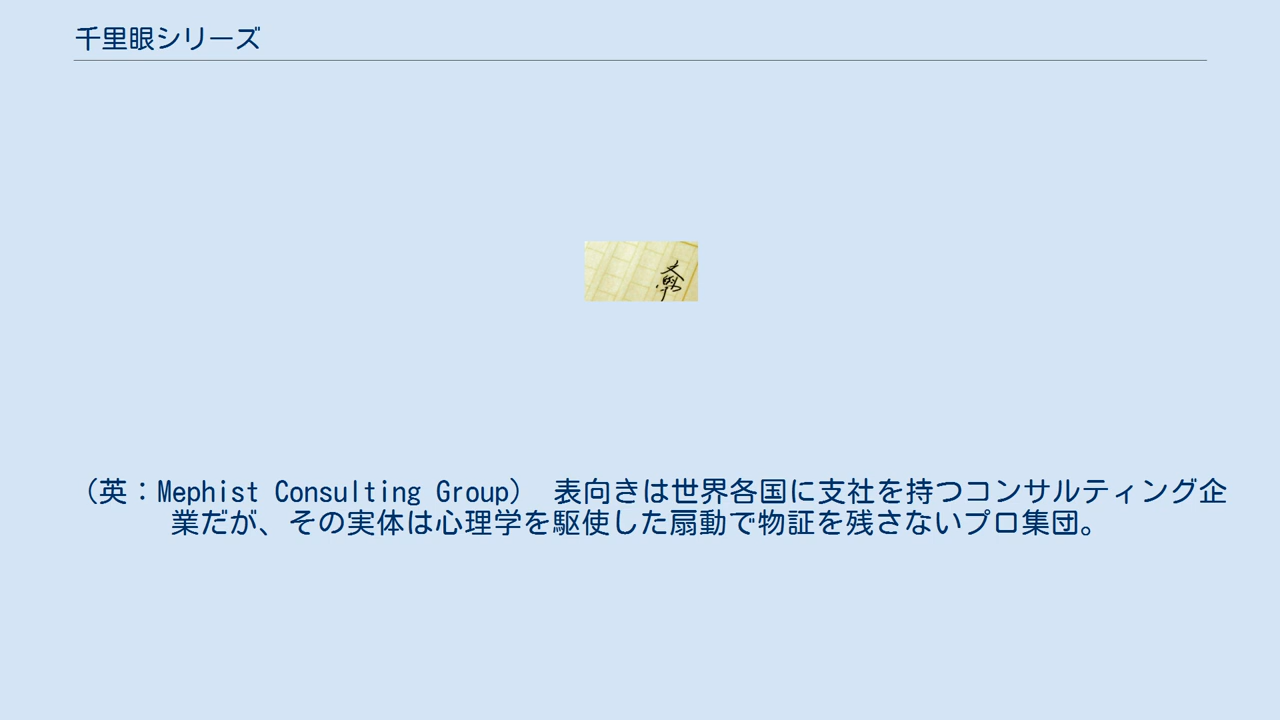 千里眼シリーズ
（英：Mephist Consulting Group） 表向きは世界各国に支社を持つコンサルティング企
業だが、その実体は心理学を駆使した扇動で物証を残さないプロ集団。